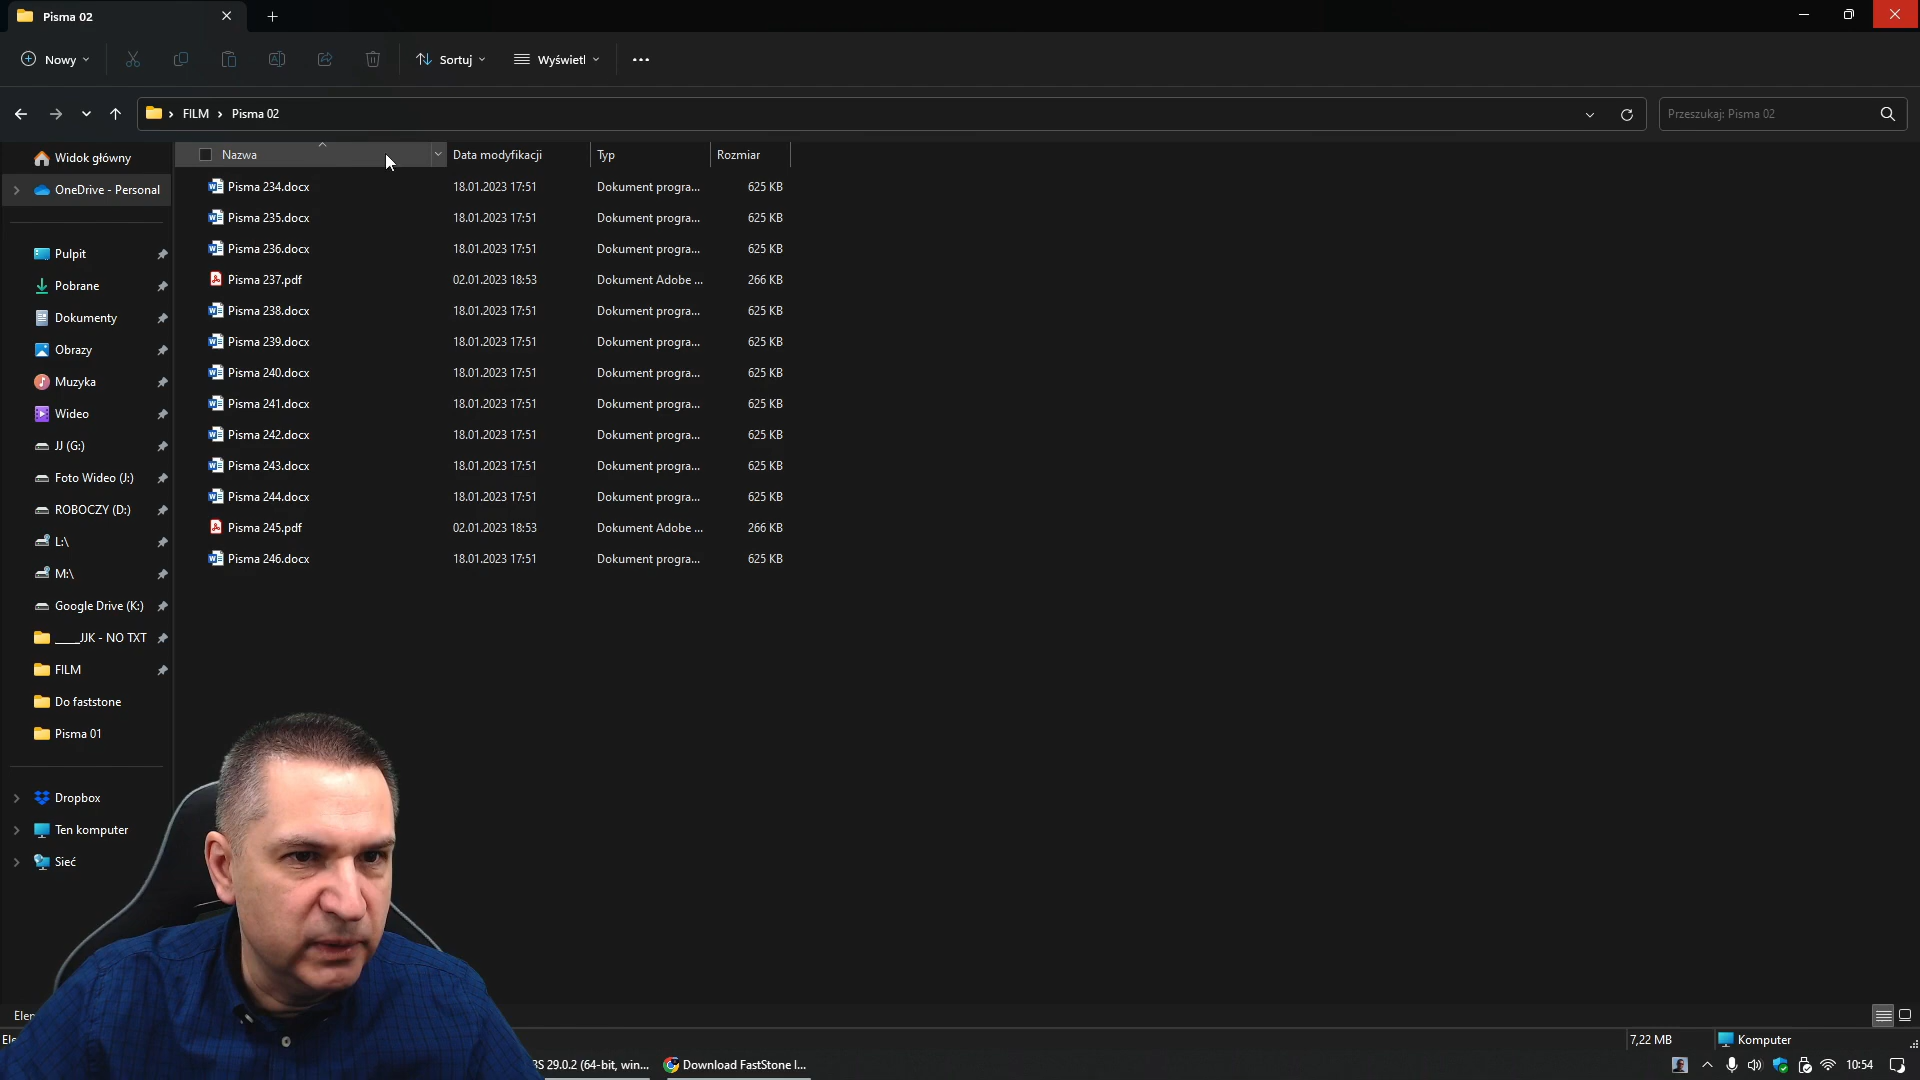 Pisma 02
Nowy
Sortuj
Wyświetl
FILM
Pisma 02
Przeszukaj: Pisma 02
Widok główny
OneDrive - Personal
Pulpit
Pobrane
Dokumenty
Obrazy
Muzyka
Wideo
JJ (G:)
Foto Wideo (J:)
ROBOCZY (D:)
L:\
M:\
Google Drive (K:)
____JJK - NO TXT
FILM
Do faststone
Pisma 01
Dropbox
Ten komputer
Sieć
Nazwa Data modyfikacji Typ Rozmiar
Pisma 234.docx 18.01.2023 17:51 Dokument progra... 625 KB
Pisma 235.docx 18.01.2023 17:51 Dokument progra... 625 KB
Pisma 236.docx 18.01.2023 17:51 Dokument progra... 625 KB
Pisma 237.pdf 02.01.2023 18:53 Dokument Adobe ... 266 KB
Pisma 238.docx 18.01.2023 17:51 Dokument progra... 625 KB
Pisma 239.docx 18.01.2023 17:51 Dokument progra... 625 KB
Pisma 240.docx 18.01.2023 17:51 Dokument progra... 625 KB
Pisma 241.docx 18.01.2023 17:51 Dokument progra... 625 KB
Pisma 242.docx 18.01.2023 17:51 Dokument progra... 625 KB
Pisma 243.docx 18.01.2023 17:51 Dokument progra... 625 KB
Pisma 244.docx 18.01.2023 17:51 Dokument progra... 625 KB
Pisma 245.pdf 02.01.2023 18:53 Dokument Adobe ... 266 KB
Pisma 246.docx 18.01.2023 17:51 Dokument progra... 625 KB
7,22 MB
Komputer
29.0.2 (64-bit, win...
Download FastStone I...
10:54